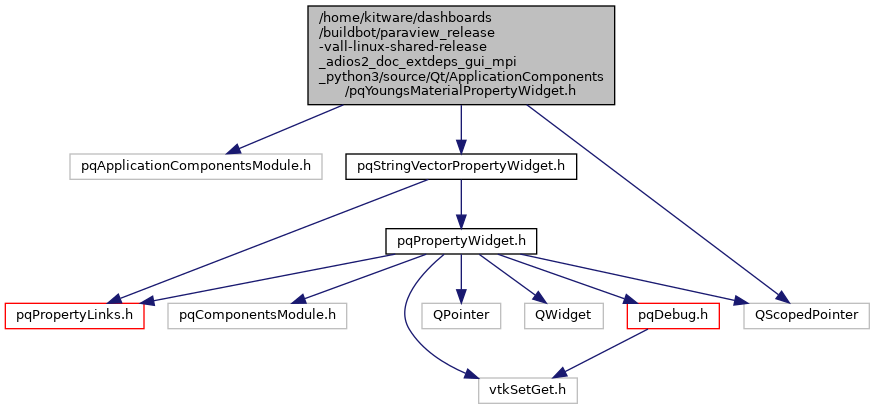 /home/kitware/dashboards
/buildbot/paraview_release
-vall-linux-shared-release
_adios2_doc_extdeps_gui_mpi
_python3/source/Qt/ApplicationComponents
/pqYoungsMaterialPropertyWidget.h
pqApplicationComponentsModule.h
pqStringVectorPropertyWidget.h
pqPropertyWidget.h
pqPropertyLinks.h
pqComponentsModule.h
QPointer
QWidget
pqDebug.h
QScopedPointer
vtkSetGet.h